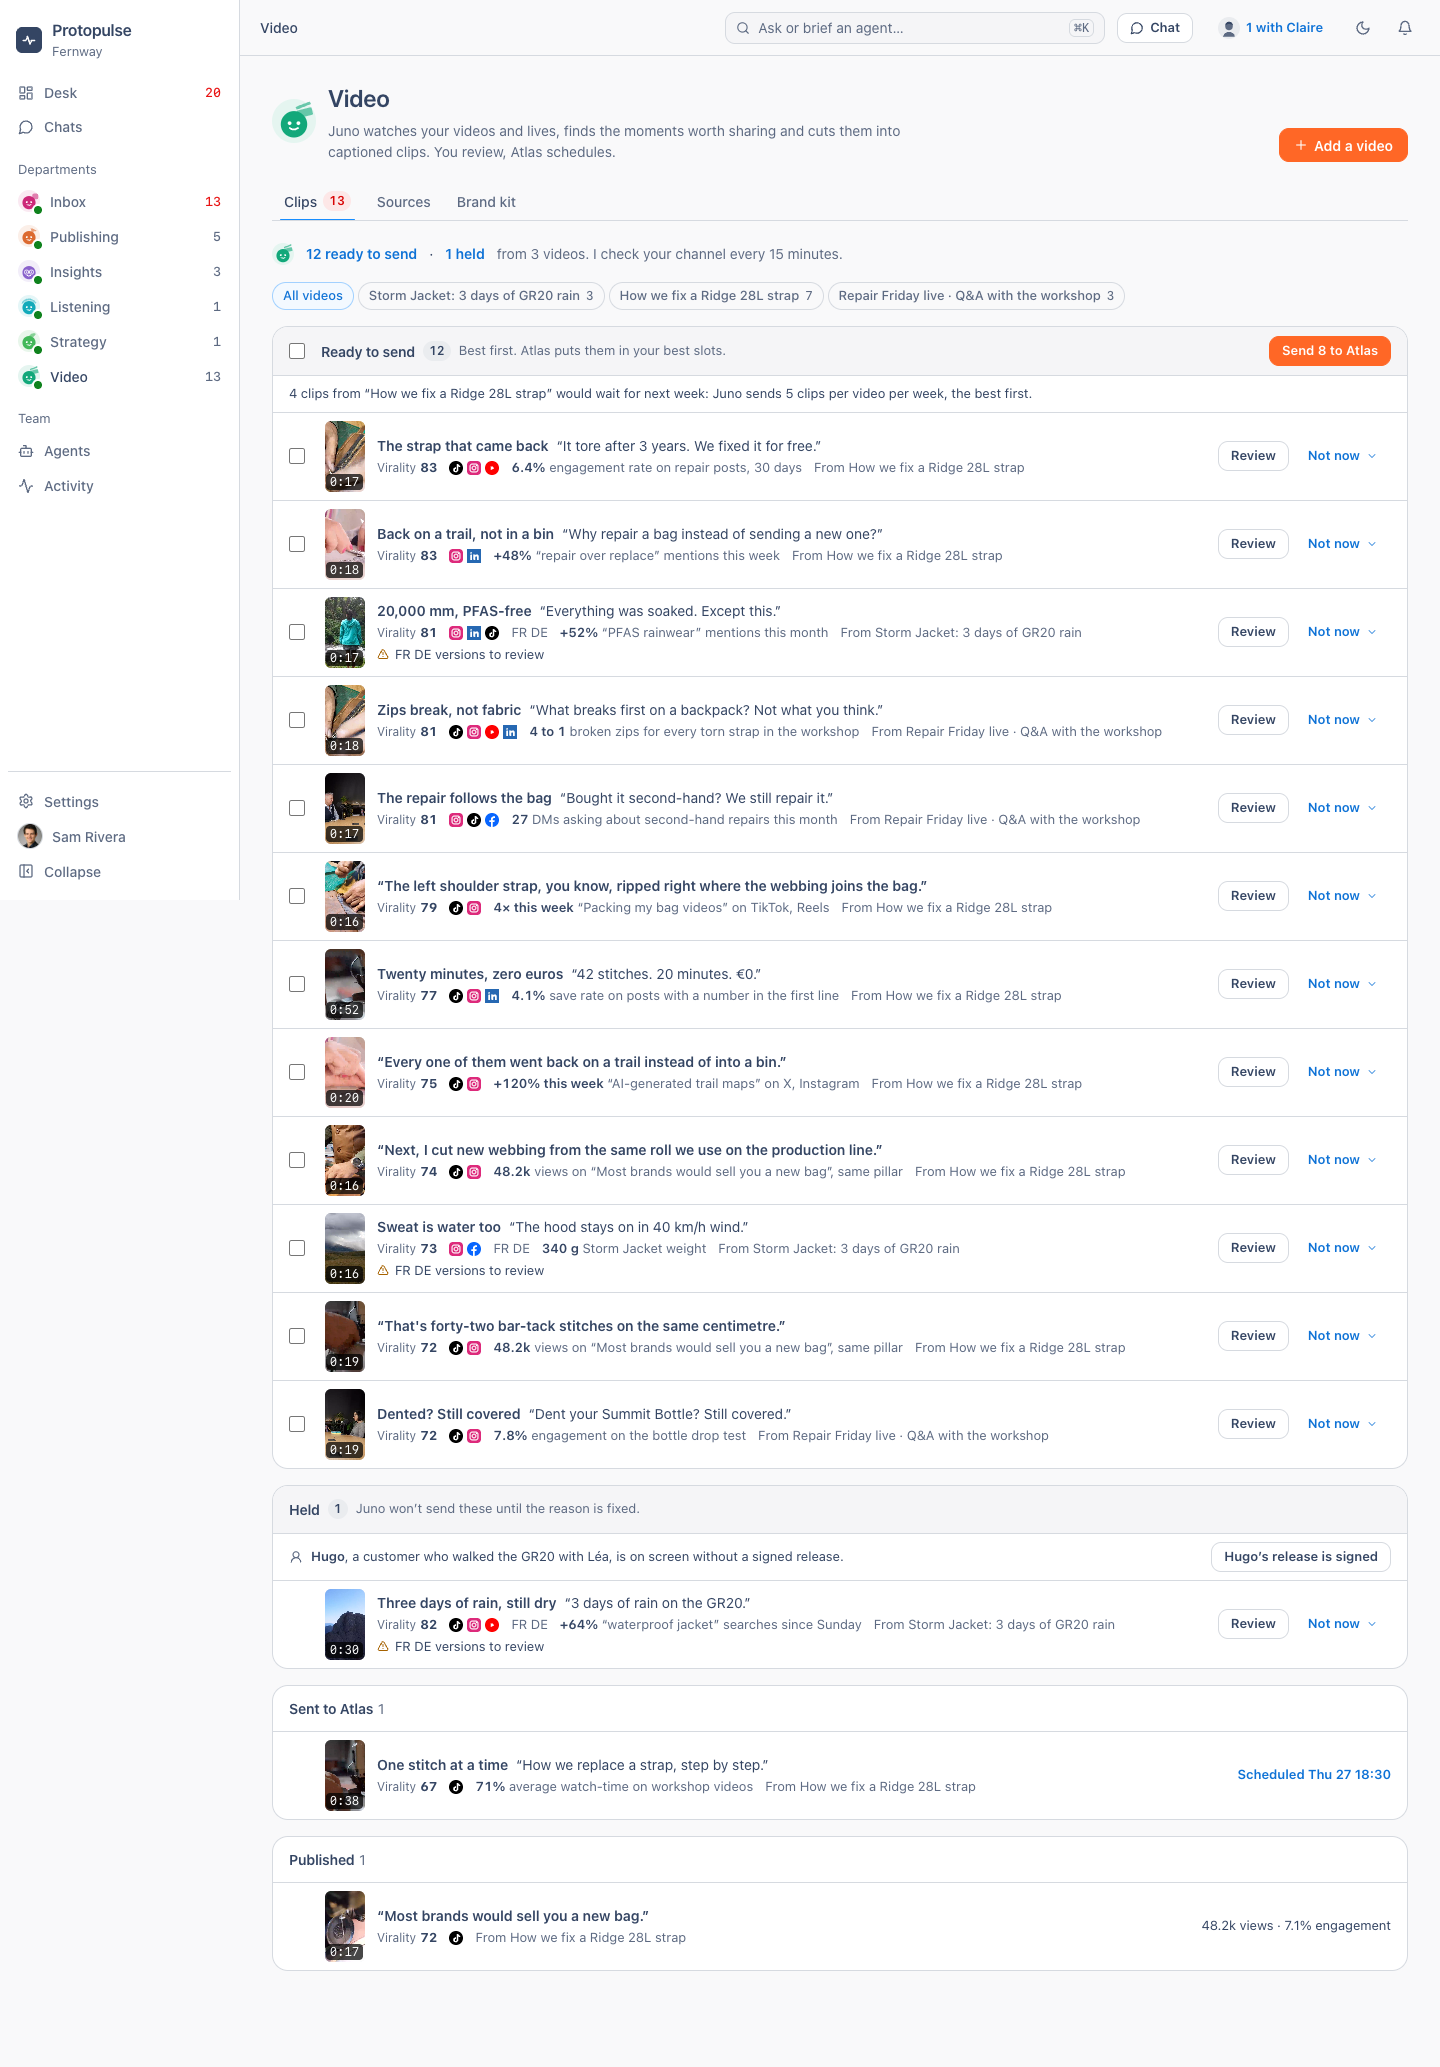 Protopulse
Fernway
Desk 20
Chats
Departments
Inbox 13
Publishing 5
Insights 3
Listening 1
Strategy 1
Video 13
Team
Agents
Activity
Settings
Sam Rivera
Collapse
Video
Ask or brief an agent... ⌘K
Chat
1 with Claire
Video
Juno watches your videos and lives, finds the moments worth sharing and cuts them into
captioned clips. You review, Atlas schedules.
+ Add a video
Clips 13 Sources Brand kit
12 ready to send · 1 held from 3 videos. I check your channel every 15 minutes.
All videos Storm Jacket: 3 days of GR20 rain 3 How we fix a Ridge 28L strap 7 Repair Friday live · Q&A with the workshop 3
Ready to send 12 Best first. Atlas puts them in your best slots. Send 8 to Atlas
4 clips from “How we fix a Ridge 28L strap” would wait for next week: Juno sends 5 clips per video per week, the best first.
The strap that came back “It tore after 3 years. We fixed it for free.”
Virality 83 6.4% engagement rate on repair posts, 30 days From How we fix a Ridge 28L strap
0:17
Review Not now
Back on a trail, not in a bin “Why repair a bag instead of sending a new one?”
Virality 83 +48% “repair over replace” mentions this week From How we fix a Ridge 28L strap
0:18
Review Not now
20,000 mm, PFAS-free “Everything was soaked. Except this.”
Virality 81 FR DE +52% “PFAS rainwear” mentions this month From Storm Jacket: 3 days of GR20 rain
FR DE versions to review
0:17
Review Not now
Zips break, not fabric “What breaks first on a backpack? Not what you think.”
Virality 81 4 to 1 broken zips for every torn strap in the workshop From Repair Friday live · Q&A with the workshop
0:18
Review Not now
The repair follows the bag “Bought it second-hand? We still repair it.”
Virality 81 27 DMs asking about second-hand repairs this month From Repair Friday live · Q&A with the workshop
0:17
Review Not now
“The left shoulder strap, you know, ripped right where the webbing joins the bag.”
Virality 79 4× this week “Packing my bag videos” on TikTok, Reels From How we fix a Ridge 28L strap
0:16
Review Not now
Twenty minutes, zero euros “42 stitches. 20 minutes. €0.”
Virality 77 4.1% save rate on posts with a number in the first line From How we fix a Ridge 28L strap
0:52
Review Not now
“Every one of them went back on a trail instead of into a bin.”
Virality 75 +120% this week “AI-generated trail maps” on X, Instagram From How we fix a Ridge 28L strap
0:20
Review Not now
“Next, I cut new webbing from the same roll we use on the production line.”
Virality 74 48.2k views on “Most brands would sell you a new bag”, same pillar From How we fix a Ridge 28L strap
0:16
Review Not now
Sweat is water too “The hood stays on in 40 km/h wind.”
Virality 73 FR DE 340 g Storm Jacket weight From Storm Jacket: 3 days of GR20 rain
FR DE versions to review
0:16
Review Not now
“That's forty-two bar-tack stitches on the same centimetre.”
Virality 72 48.2k views on “Most brands would sell you a new bag”, same pillar From How we fix a Ridge 28L strap
0:19
Review Not now
Dented? Still covered “Dent your Summit Bottle? Still covered.”
Virality 72 7.8% engagement on the bottle drop test From Repair Friday live · Q&A with the workshop
0:19
Review Not now
Held 1 Juno won’t send these until the reason is fixed.
Hugo, a customer who walked the GR20 with Léa, is on screen without a signed release. Hugo’s release is signed
Three days of rain, still dry “3 days of rain on the GR20.”
Virality 82 FR DE +64% “waterproof jacket” searches since Sunday From Storm Jacket: 3 days of GR20 rain
FR DE versions to review
0:30
Review Not now
Sent to Atlas 1
One stitch at a time “How we replace a strap, step by step.”
Virality 67 71% average watch-time on workshop videos From How we fix a Ridge 28L strap
0:38
Scheduled Thu 27 18:30
Published 1
“Most brands would sell you a new bag.”
Virality 72 From How we fix a Ridge 28L strap
0:17
48.2k views · 7.1% engagement